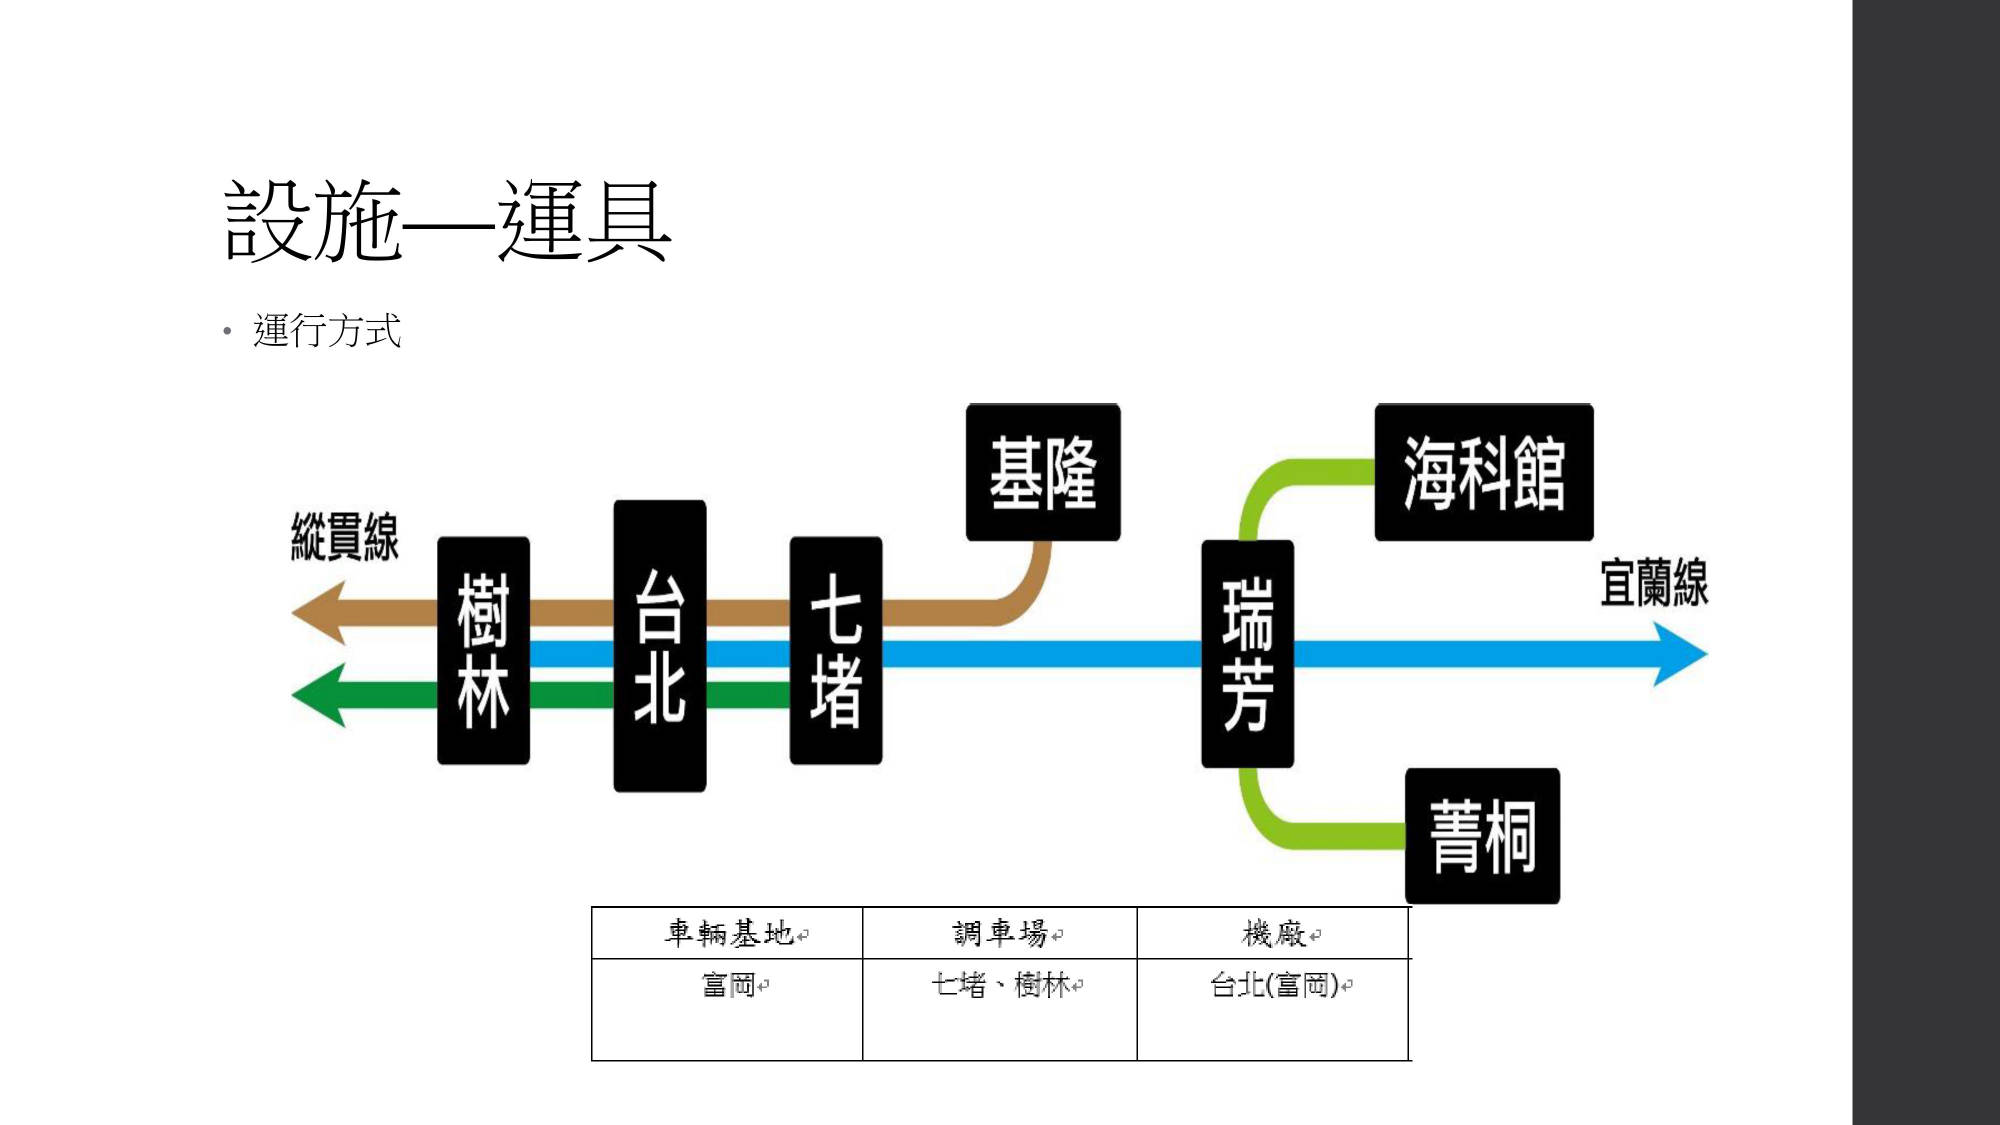 設施—運具
• 運行方式
基隆
海科館
縱貫線
宜蘭線
樹林
台北
七堵
瑞芳
菁桐
車輛基地 調車場 機廠
富岡 七堵、樹林 台北(富岡)